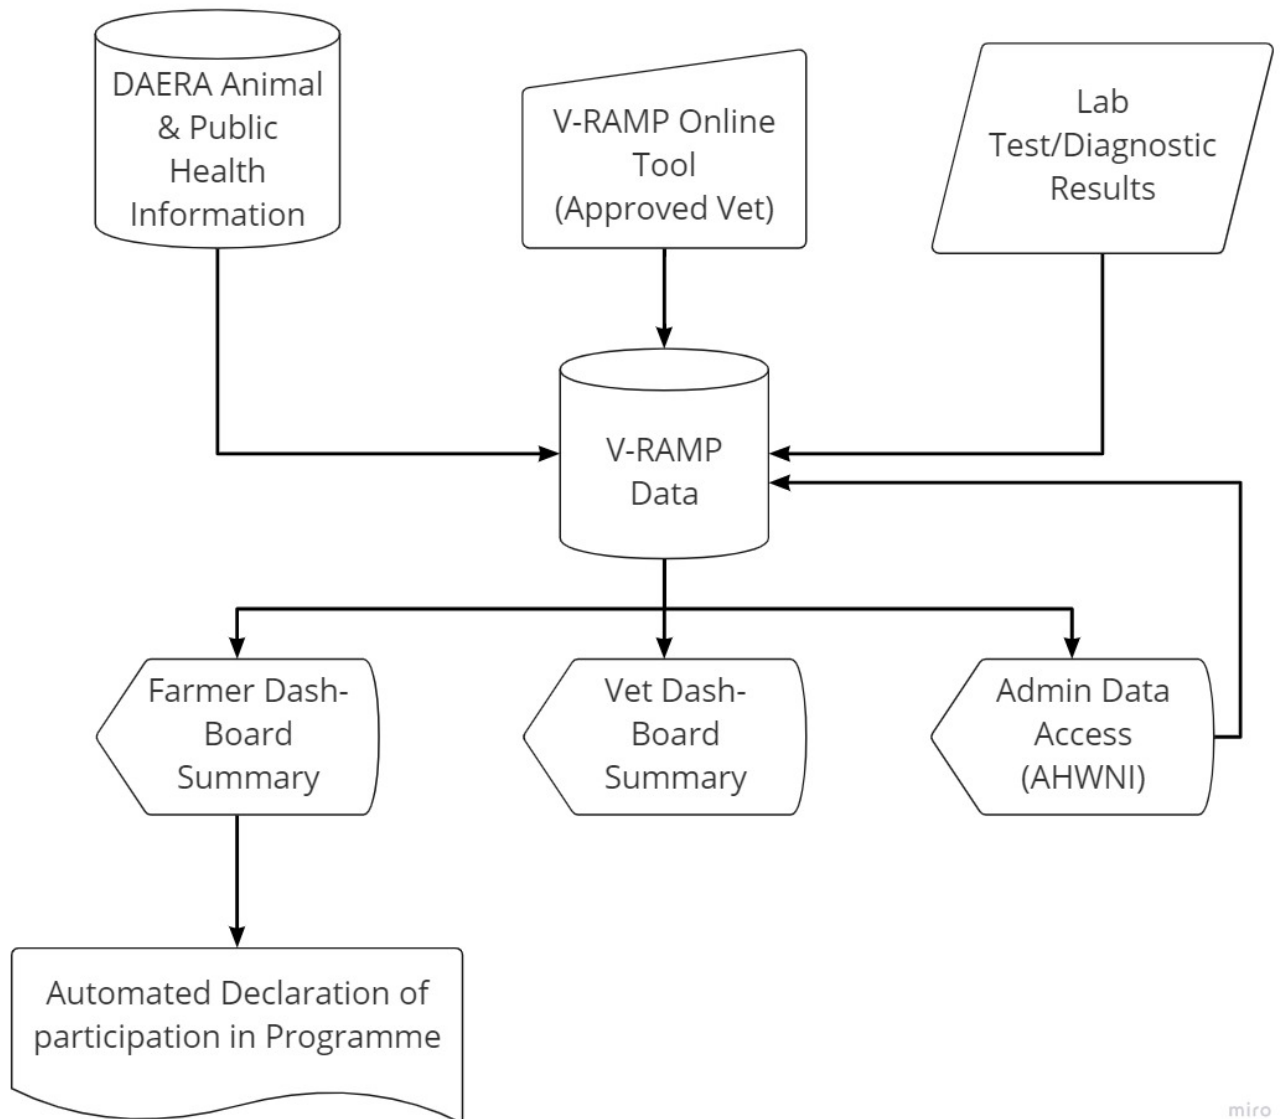 DAERA Animal
& Public
Health
Information
V-RAMP Online
Tool
(Approved Vet)
Lab
Test/Diagnostic
Results
V-RAMP
Data
Farmer Dash-
Board
Summary
Vet Dash-
Board
Summary
Admin Data
Access
(AHWNI)
Automated Declaration of
participation in Programme
miro